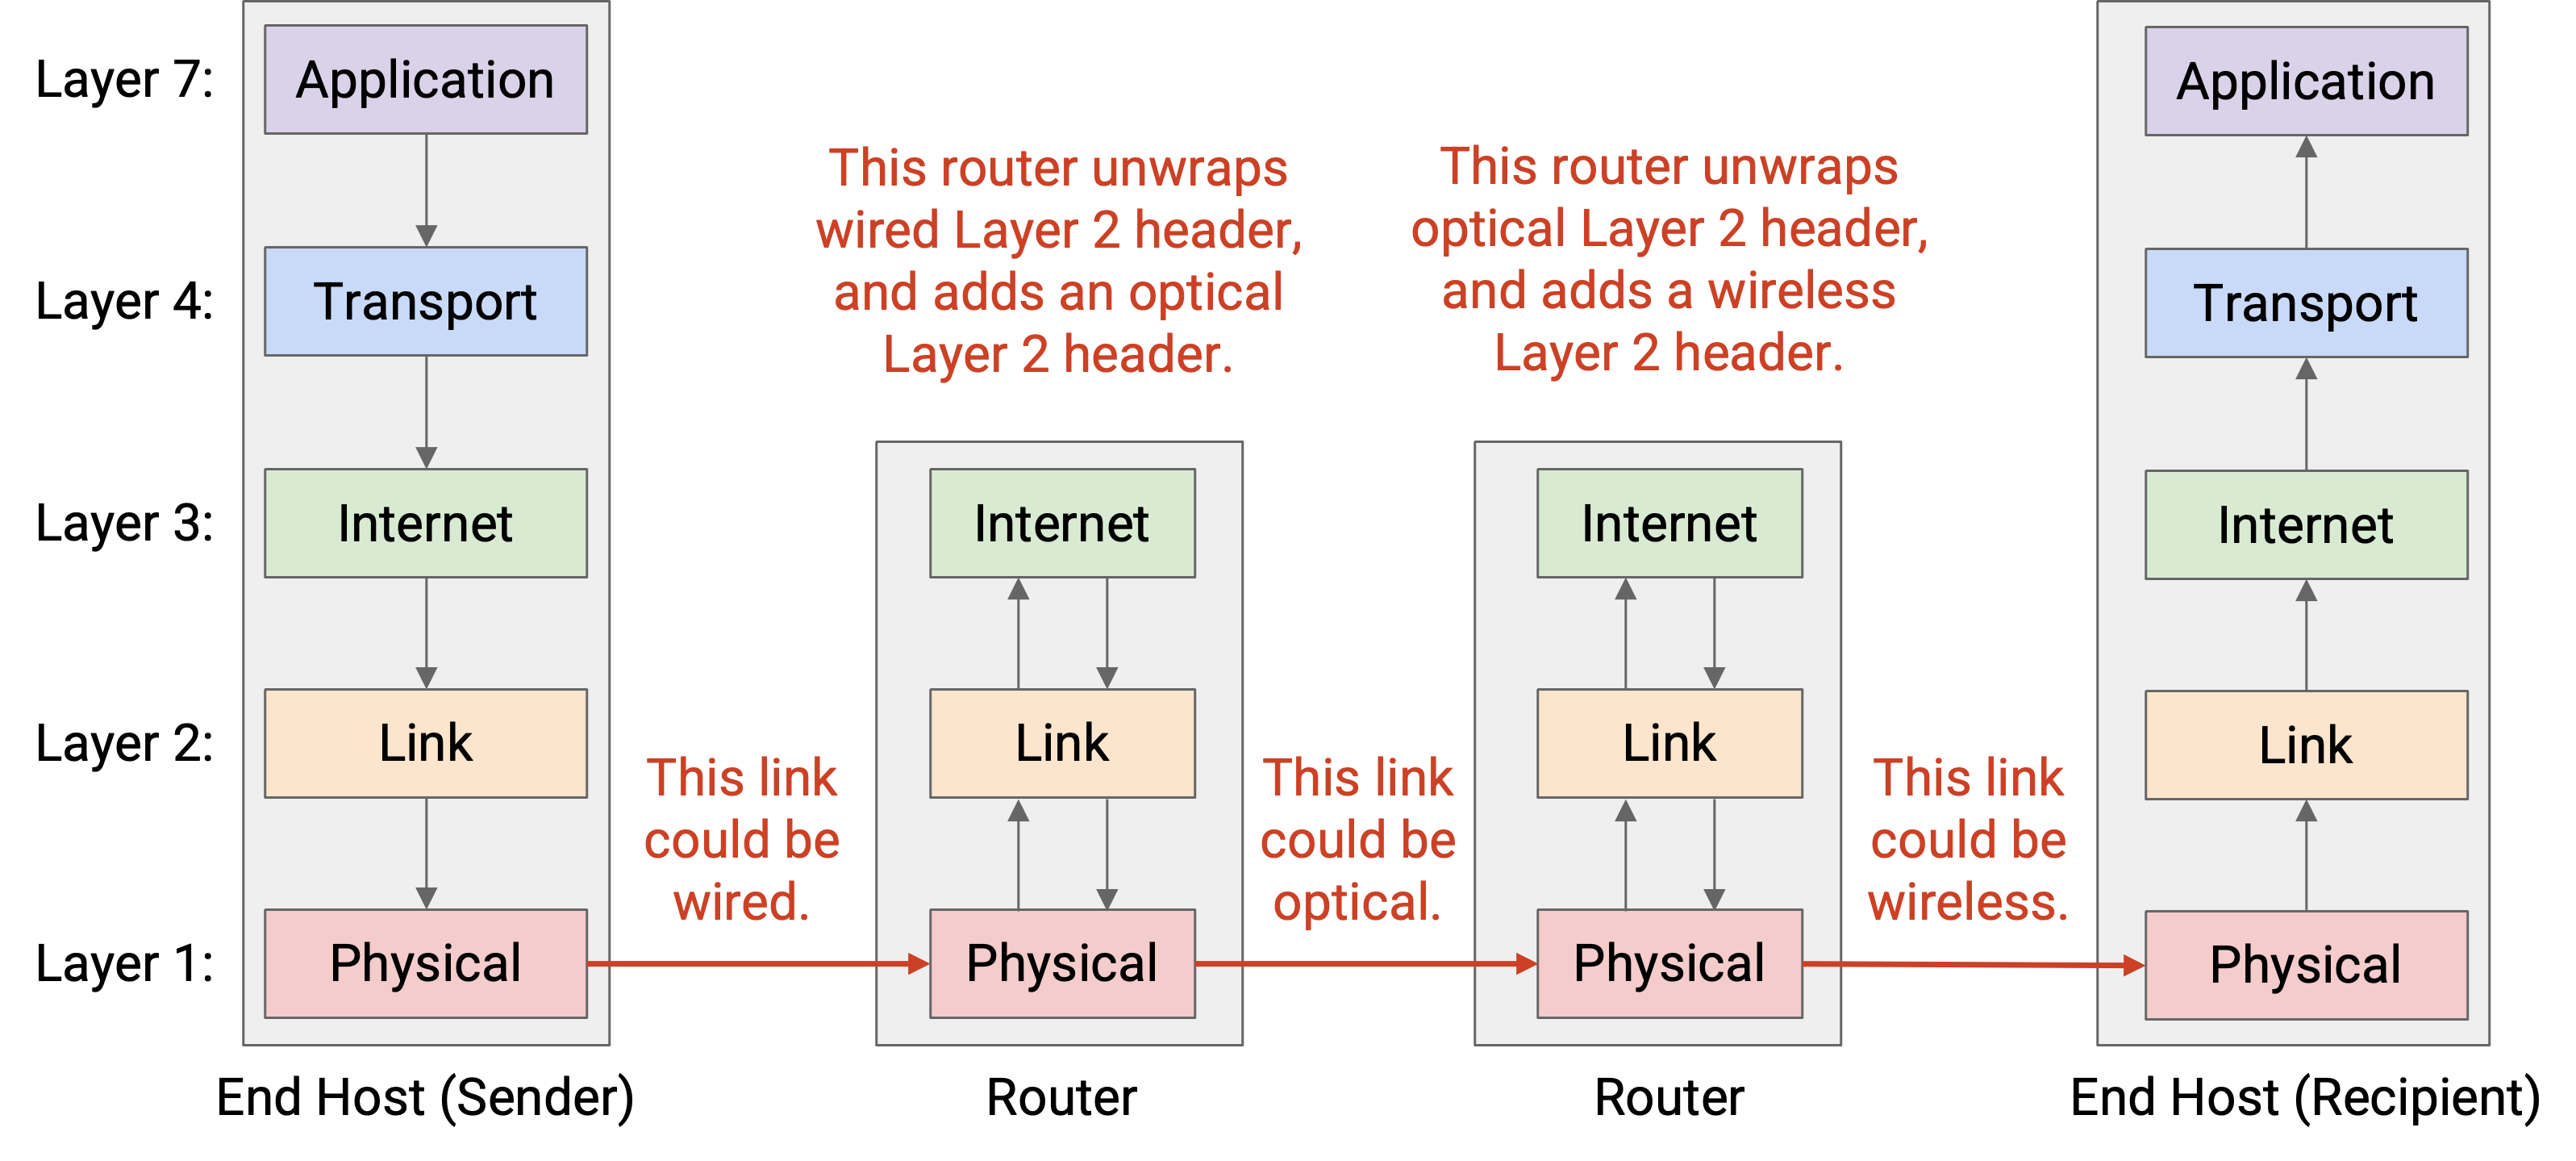 Layer 7:
Application
Application
This router unwraps
wired Layer 2 header,
and adds an optical
Layer 2 header.
This router unwraps
optical Layer 2 header,
and adds a wireless
Layer 2 header.
Layer 4:
Transport
Transport
Layer 3:
Internet
Internet
Internet
Internet
Layer 2:
Link
Link
Link
Link
This link
could be
wired.
This link
could be
optical.
This link
could be
wireless.
Layer 1:
Physical
Physical
Physical
Physical
End Host (Sender)
Router
Router
End Host (Recipient)